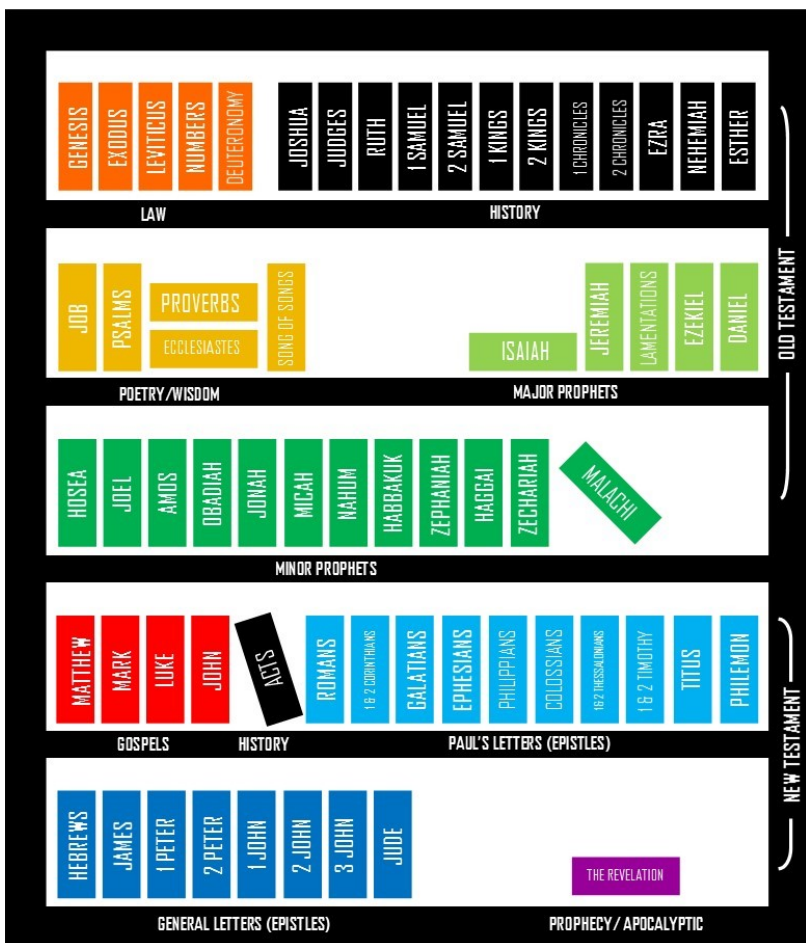 GENESIS
EXODUS
LEVITICUS
NUMBERS
DEUTERONOMY
JOSHUA
JUDGES
RUTH
1 SAMUEL
2 SAMUEL
1 KINGS
2 KINGS
1 CHRONICLES
2 CHRONICLES
EZRA
NEHEMIAH
ESTHER
LAW
HISTORY
JOB
PSALMS
PROVERBS
ECCLESIASTES
SONG OF SONGS
ISAIAH
JEREMIAH
LAMENTATIONS
EZEKIEL
DANIEL
POETRY/WISDOM
MAJOR PROPHETS
HOSEA
JOEL
AMOS
OBADIAH
JONAH
MICAH
NAHUM
HABBAKUK
ZEPHANIAH
HAGGAI
ZECHARIAH
MALACHI
MINOR PROPHETS
OLD TESTAMENT
MATTHEW
MARK
LUKE
JOHN
ACTS
ROMANS
1 & 2 CORINTHIANS
GALATIANS
EPHESIANS
PHILIPPIANS
COLOSSIANS
1 & 2 THESSALONIANS
1 & 2 TIMOTHY
TITUS
PHILEMON
GOSPELS
HISTORY
PAUL'S LETTERS (EPISTLES)
HEBREWS
JAMES
1 PETER
2 PETER
1 JOHN
2 JOHN
3 JOHN
JUDE
THE REVELATION
GENERAL LETTERS (EPISTLES)
PROPHECY/ APOCALYPTIC
NEW TESTAMENT